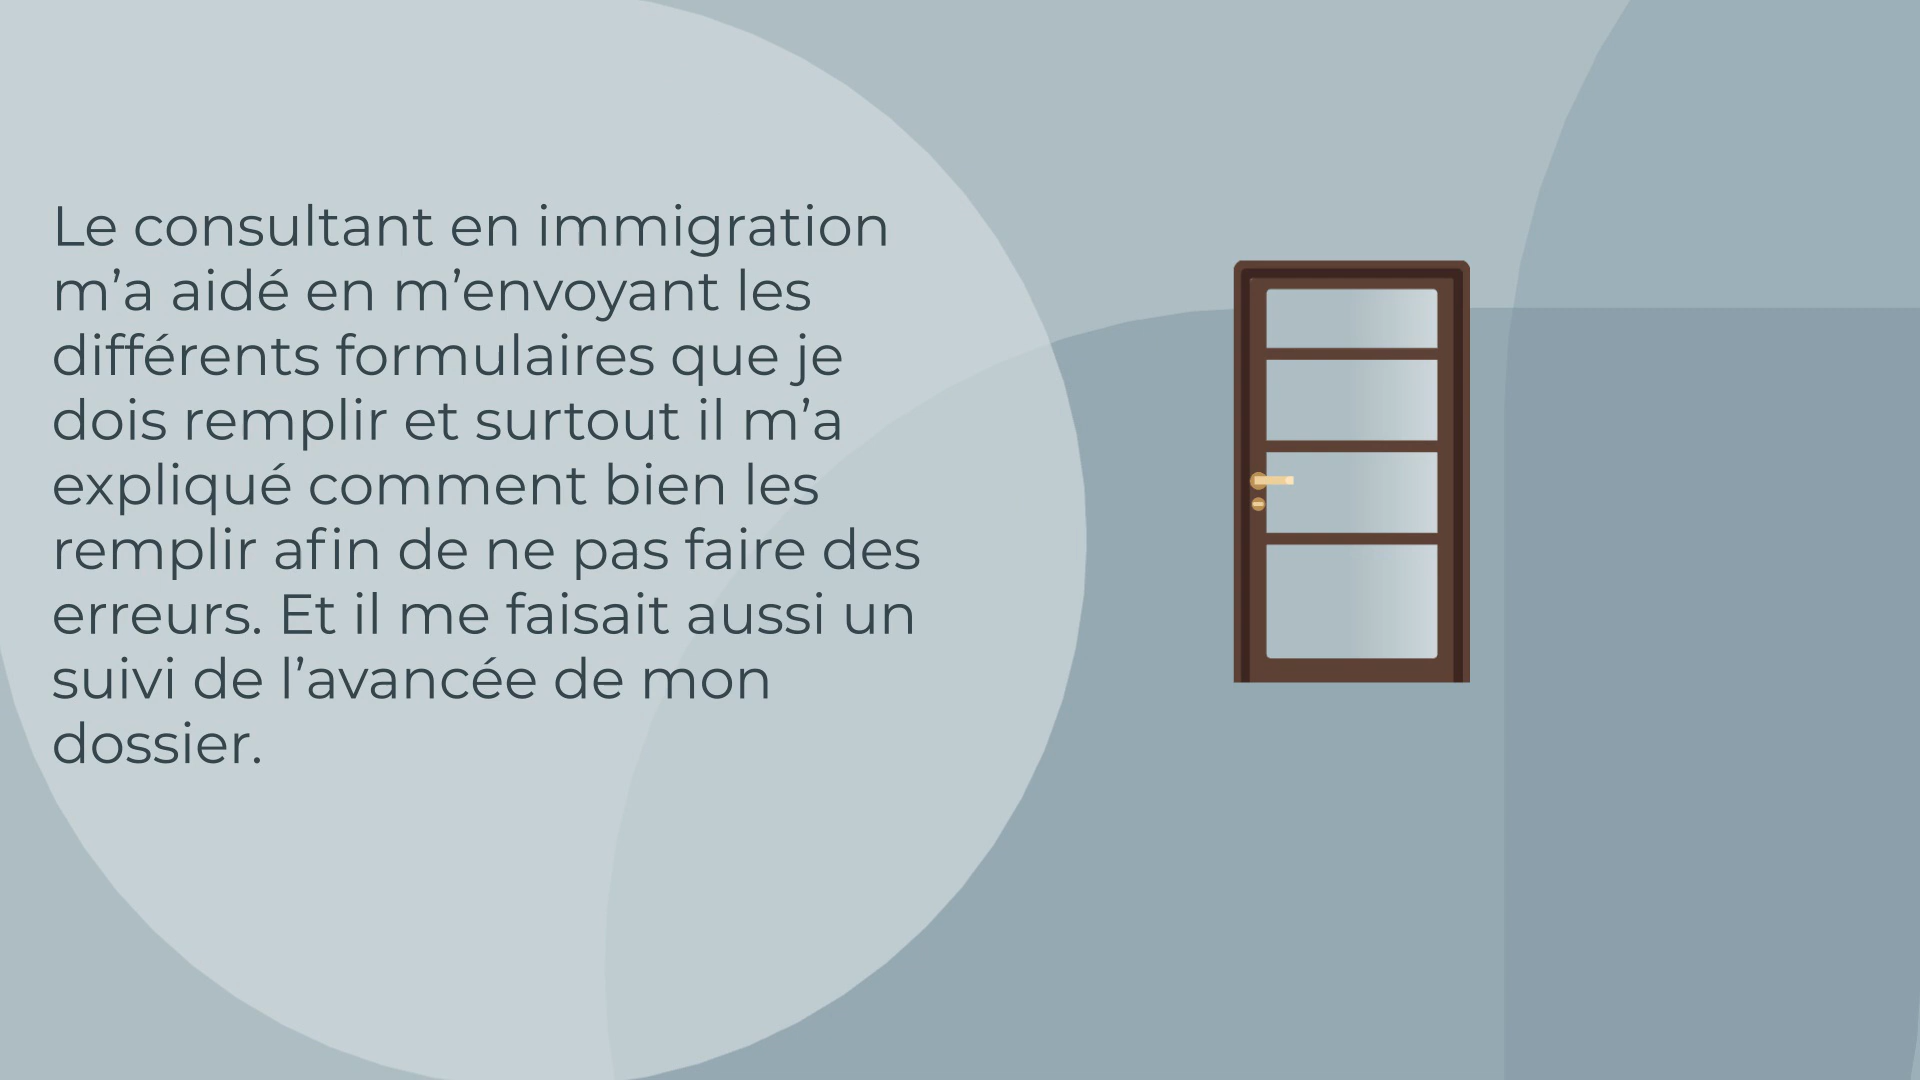 Le consultant en immigration
m’a aidé en m’envoyant les
différents formulaires que je
dois remplir et surtout il m’a
expliqué comment bien les
remplir afin de ne pas faire des
erreurs. Et il me faisait aussi un
suivi de l’avancée de mon
dossier.